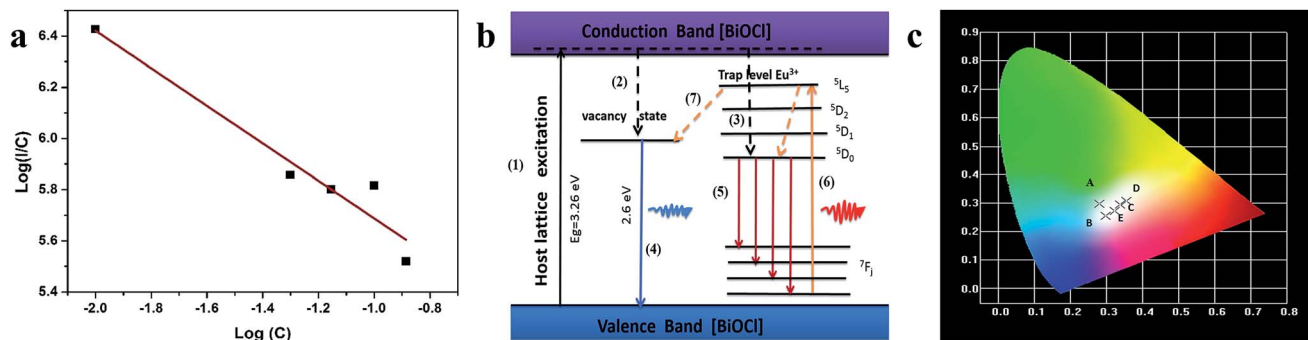 a
6.4
6.2
6.0
5.8
5.6
5.4
Log(I/C)
-2.0
-1.8
-1.6
-1.4
-1.2
-1.0
-0.8
Log (C)
b
Conduction Band [BiOCl]
Host lattice excitation
(1)
Eg=3.26 eV
(2)
vacancy state
2.6 eV
(4)
(7)
Trap level Eu³⁺
⁵L₅
⁵D₂
(3)
⁵D₁
⁵D₀
(5)
(6)
⁷Fⱼ
Valence Band [BiOCl]
c
0.9
0.8
0.7
0.6
0.5
0.4
0.3
0.2
0.1
0.0
A
D
C
B
E
0.0 0.1 0.2 0.3 0.4 0.5 0.6 0.7 0.8